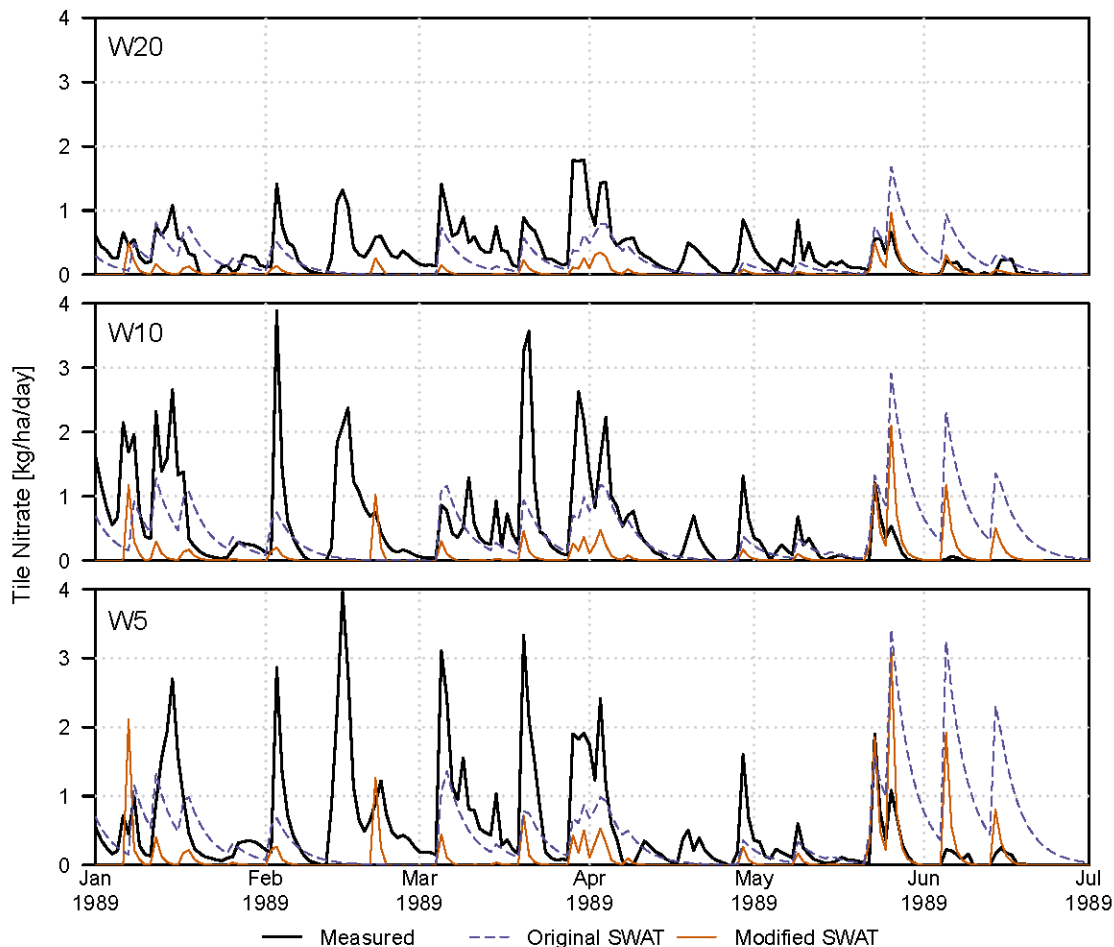 Tile Nitrate [kg/ha/day]
4
W20
3
2
1
0
4
W10
3
2
1
0
4
W5
3
2
1
0
Jan Feb Mar Apr May Jun Jul
1989 1989 1989 1989 1989 1989 1989
Measured Original SWAT Modified SWAT